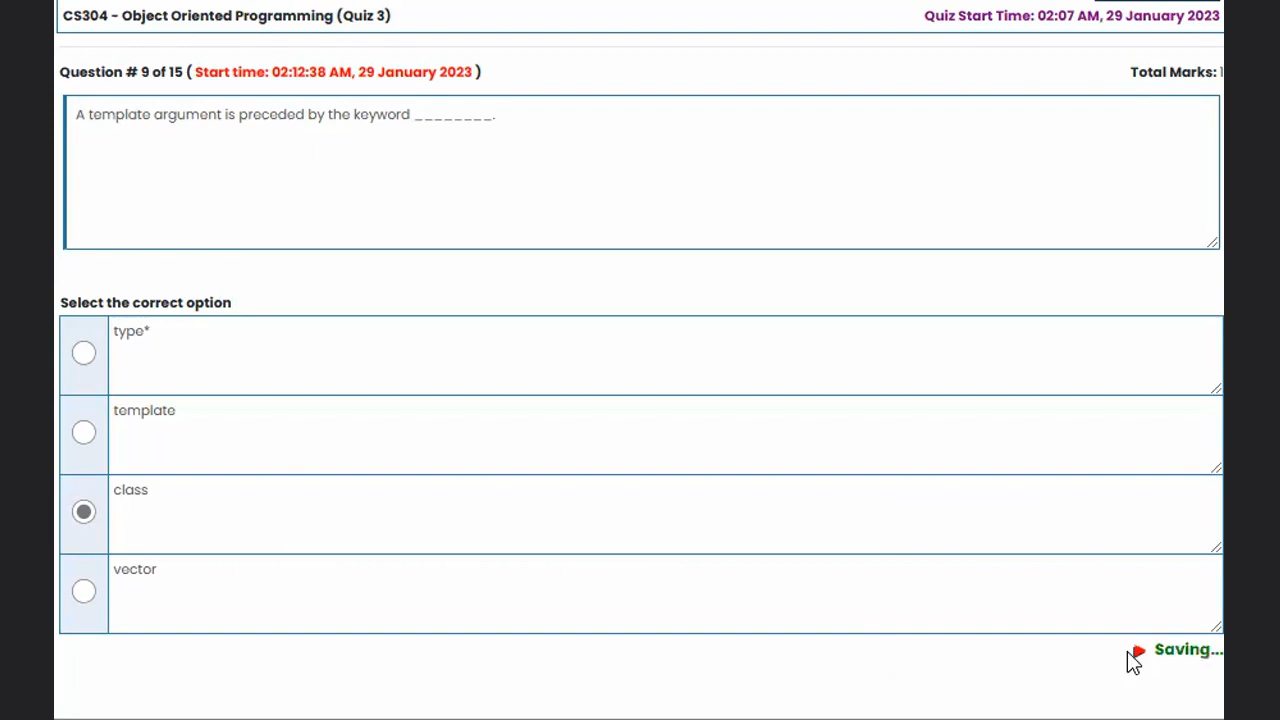 CS304 - Object Oriented Programming (Quiz 3) Quiz Start Time: 02:07 AM, 29 January 2023
Question # 9 of 15 ( Start time: 02:12:38 AM, 29 January 2023 ) Total Marks: 1
A template argument is preceded by the keyword ________.
Select the correct option
type*
template
class
vector
Saving...